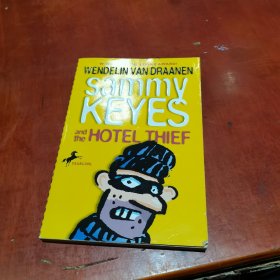 WENDELIN VAN DRAANEN
sammy
KEYES
and the HOTEL THIEF